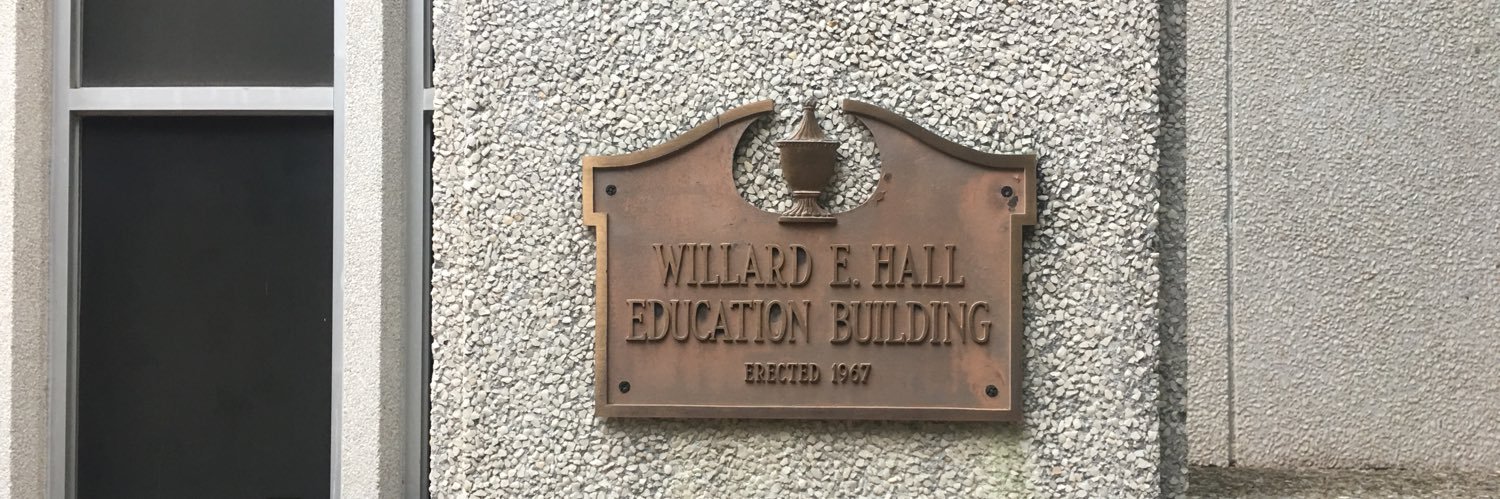 WILLARD E. HALL
EDUCATION BUILDING
ERECTED 1967